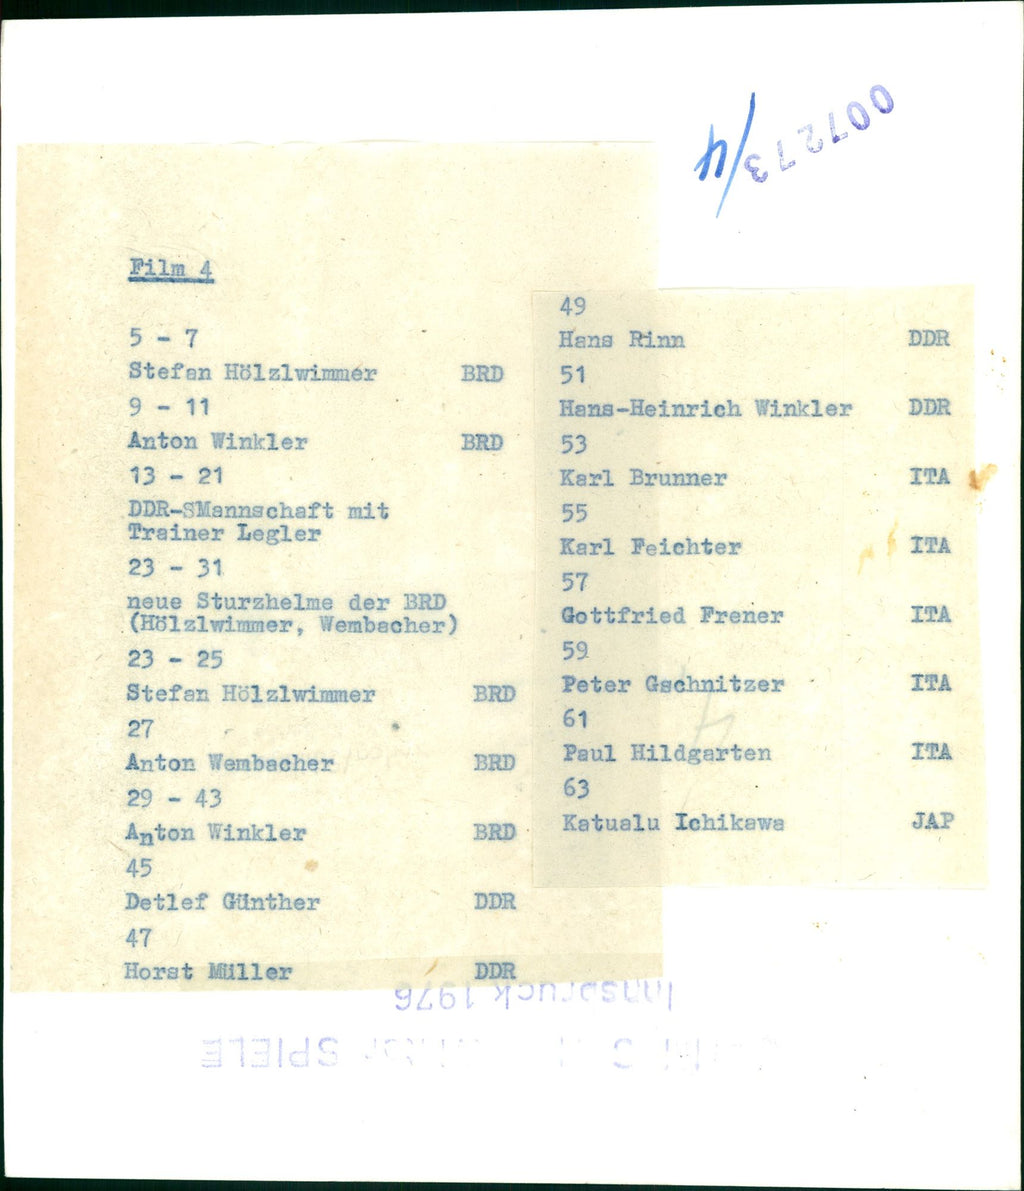 007273
/4
Film 4
5 - 7
Stefan Hölzlwimmer BRD
9 - 11
Anton Winkler BRD
13 - 21
DDR-SMannschaft mit
Trainer Legler
23 - 31
neue Sturzhelme der BRD
(Hölzlwimmer, Wembacher)
23 - 25
Stefan Hölzlwimmer BRD
27
Anton Wembacher BRD
29 - 43
Anton Winkler BRD
45
Detlef Günther DDR
47
Horst Müller DDR
49
Hans Rinn DDR
51
Hans-Heinrich Winkler DDR
53
Karl Brunner ITA
55
Karl Feichter ITA
57
Gottfried Frener ITA
59
Peter Gschnitzer ITA
61
Paul Hildgarten ITA
63
Katualu Ichikawa JAP
Innsbruck 1976
SPIELE